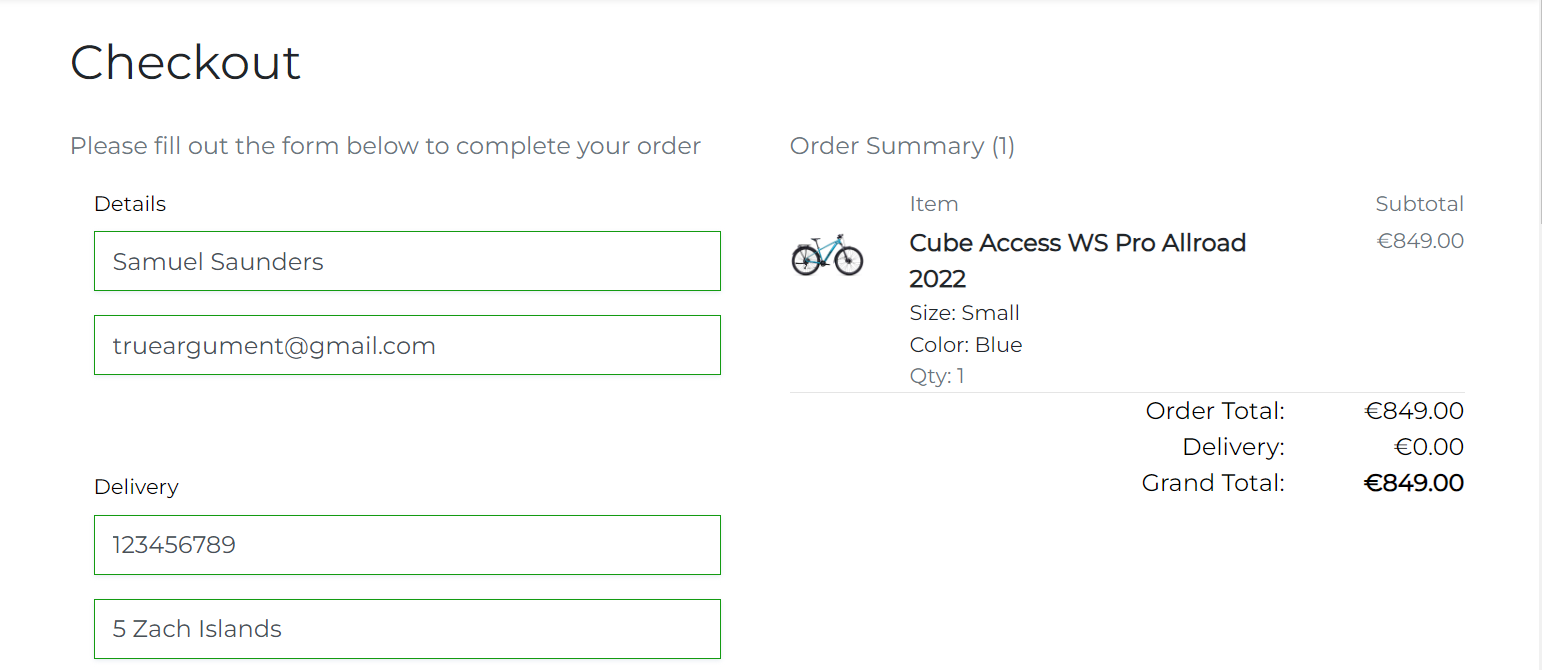 Checkout
Please fill out the form below to complete your order
Details
Samuel Saunders
trueargument@gmail.com
Delivery
123456789
5 Zach Islands
Order Summary (1)
Item Subtotal
Cube Access WS Pro Allroad €849.00
2022
Size: Small
Color: Blue
Qty: 1
Order Total: €849.00
Delivery: €0.00
Grand Total: €849.00